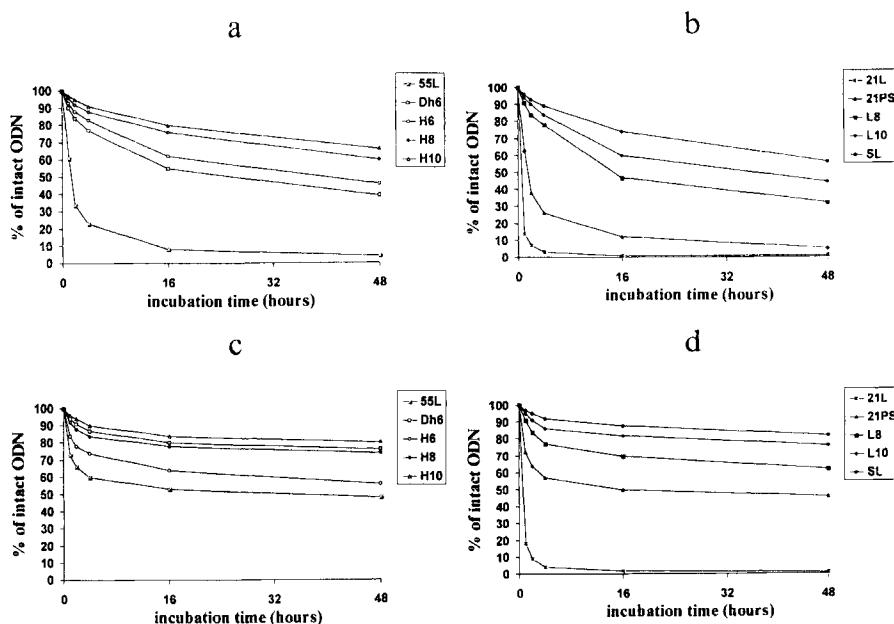 a
% of intact ODN
100
90
80
70
60
50
40
30
20
10
0
0 16 32 48
incubation time (hours)
55L
Dh6
H6
H8
H10
b
% of intact ODN
100
90
80
70
60
50
40
30
20
10
0
0 16 32 48
incubation time (hours)
21L
21PS
L8
L10
SL
c
% of intact ODN
100
90
80
70
60
50
40
30
20
10
0
0 16 32 48
incubation time (hours)
55L
Dh6
H6
H8
H10
d
% of intact ODN
100
90
80
70
60
50
40
30
20
10
0
0 16 32 48
incubation time (hours)
21L
21PS
L8
L10
SL